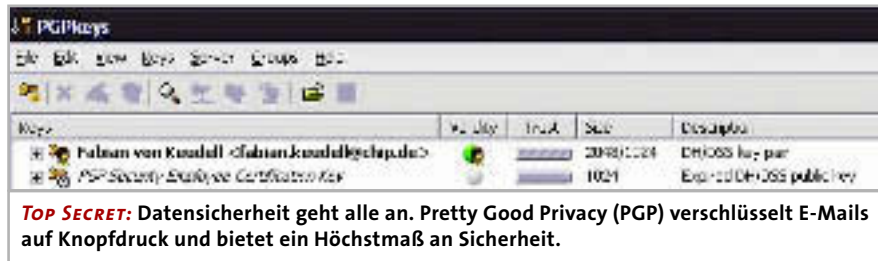 PGPkeys
File Edit View Keys Server Groups Help
Keys Validity Trust Size Description
Fabian von Keudell <fabian.keudell@chip.de> 2048/1024 DH/DSS key pair
PGP Security Employee Certification Key 1024 Expired DH/DSS public key
TOP SECRET: Datensicherheit geht alle an. Pretty Good Privacy (PGP) verschlüsselt E-Mails
auf Knopfdruck und bietet ein Höchstmaß an Sicherheit.